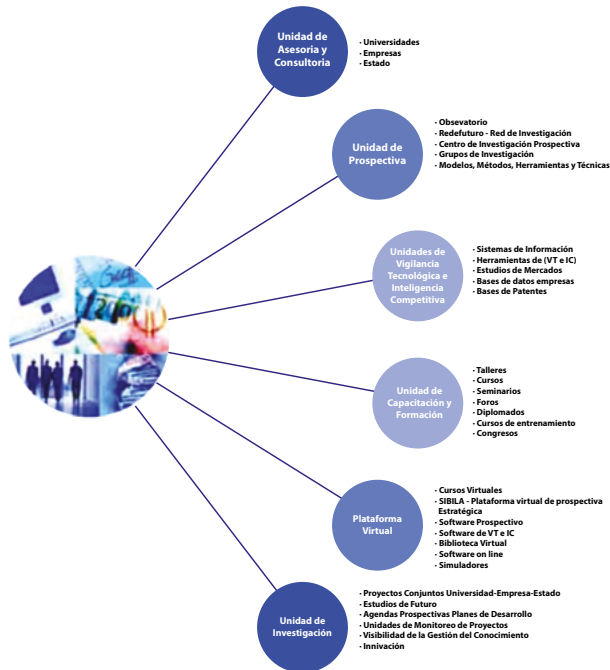 Unidad de
Asesoria y
Consultoria
· Universidades
· Empresas
· Estado
Unidad de
Prospectiva
· Obsevatorio
· Redefuturo - Red de Investigación
· Centro de Investigación Prospectiva
· Grupos de Investigación
· Modelos, Métodos, Herramientas y Técnicas
Unidades de
Vigilancia
Tecnológica e
Inteligencia
Competitiva
· Sistemas de Información
· Herramientas de (VT e IC)
· Estudios de Mercados
· Bases de datos empresas
· Bases de Patentes
Unidad de
Capacitación y
Formación
· Talleres
· Cursos
· Seminarios
· Foros
· Diplomados
· Cursos de entrenamiento
· Congresos
Plataforma
Virtual
· Cursos Virtuales
· SIBILA - Plataforma virtual de prospectiva
Estratégica
· Software Prospectivo
· Software de VT e IC
· Biblioteca Virtual
· Software on line
· Simuladores
Unidad de
Investigación
· Proyectos Conjuntos Universidad-Empresa-Estado
· Estudios de Futuro
· Agendas Prospectivas Planes de Desarrollo
· Unidades de Monitoreo de Proyectos
· Visibilidad de la Gestión del Conocimiento
· Innivación